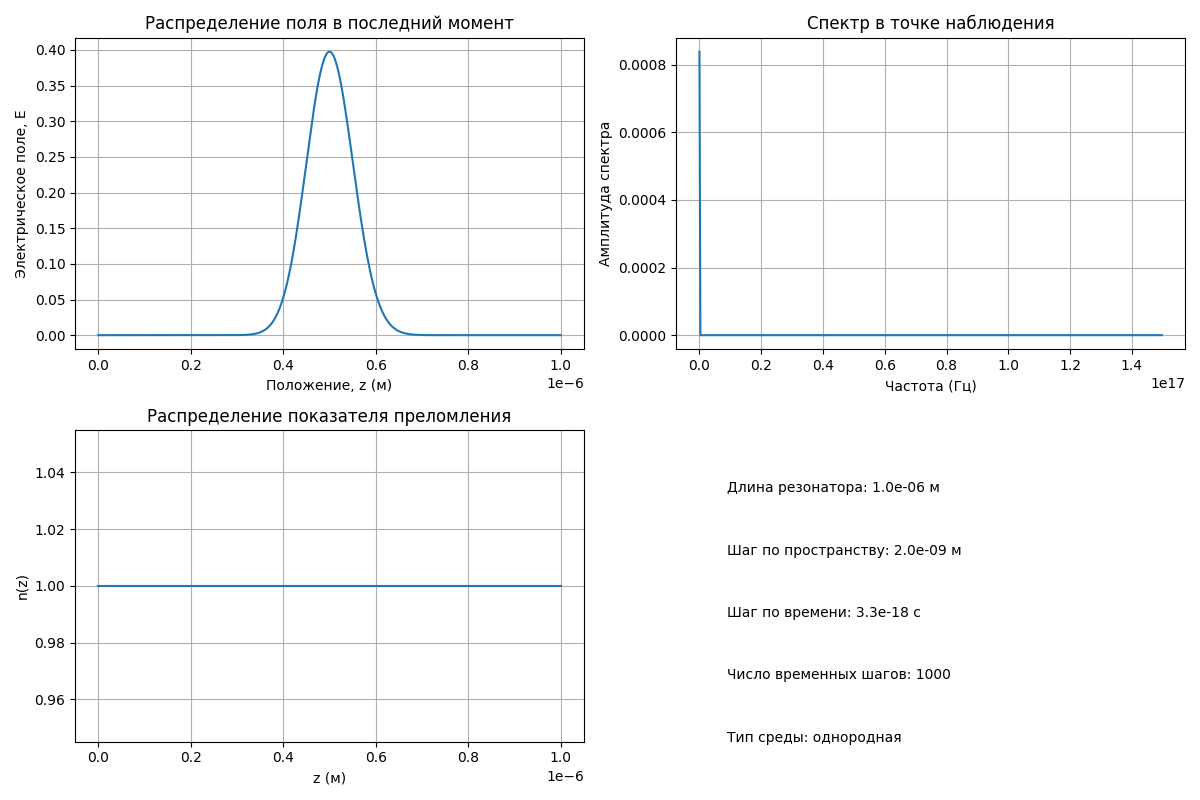 Распределение поля в последний момент
Электрическое поле, E
0.40
0.35
0.30
0.25
0.20
0.15
0.10
0.05
0.00
0.0 0.2 0.4 0.6 0.8 1.0
1e−6
Положение, z (м)
Спектр в точке наблюдения
Амплитуда спектра
0.0008
0.0006
0.0004
0.0002
0.0000
0.0 0.2 0.4 0.6 0.8 1.0 1.2 1.4
1e17
Частота (Гц)
Распределение показателя преломления
n(z)
1.04
1.02
1.00
0.98
0.96
0.0 0.2 0.4 0.6 0.8 1.0
1e−6
z (м)
Длина резонатора: 1.0e-06 м
Шаг по пространству: 2.0e-09 м
Шаг по времени: 3.3e-18 с
Число временных шагов: 1000
Тип среды: однородная